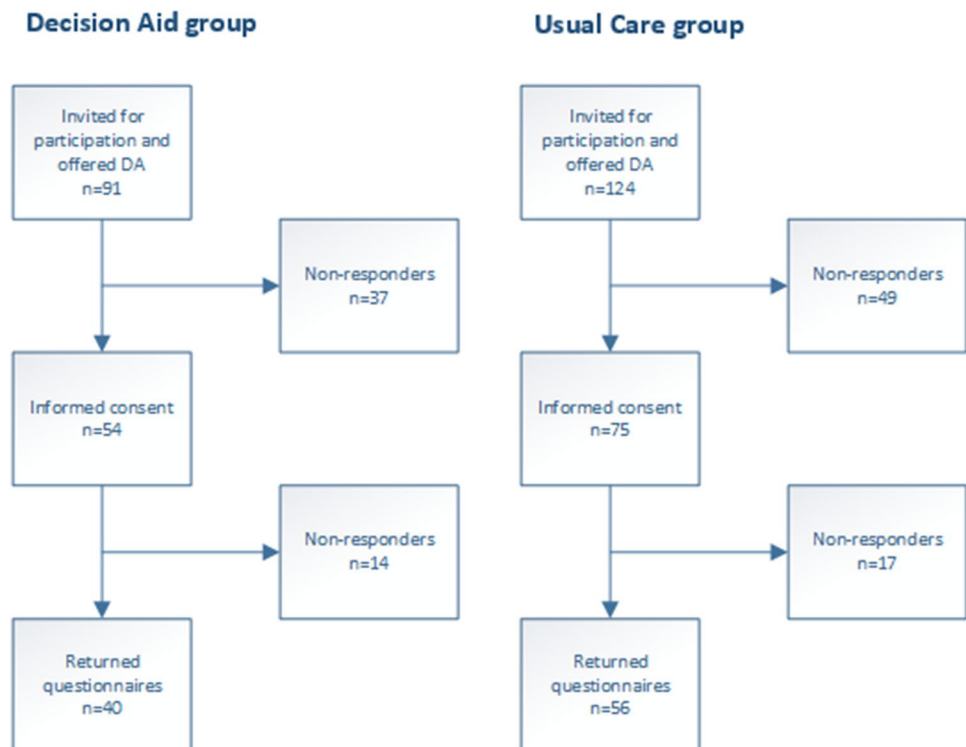 Decision Aid group
Invited for
participation and
offered DA
n=91
Non-responders
n=37
Informed consent
n=54
Non-responders
n=14
Returned
questionnaires
n=40
Usual Care group
Invited for
participation and
offered DA
n=124
Non-responders
n=49
Informed consent
n=75
Non-responders
n=17
Returned
questionnaires
n=56